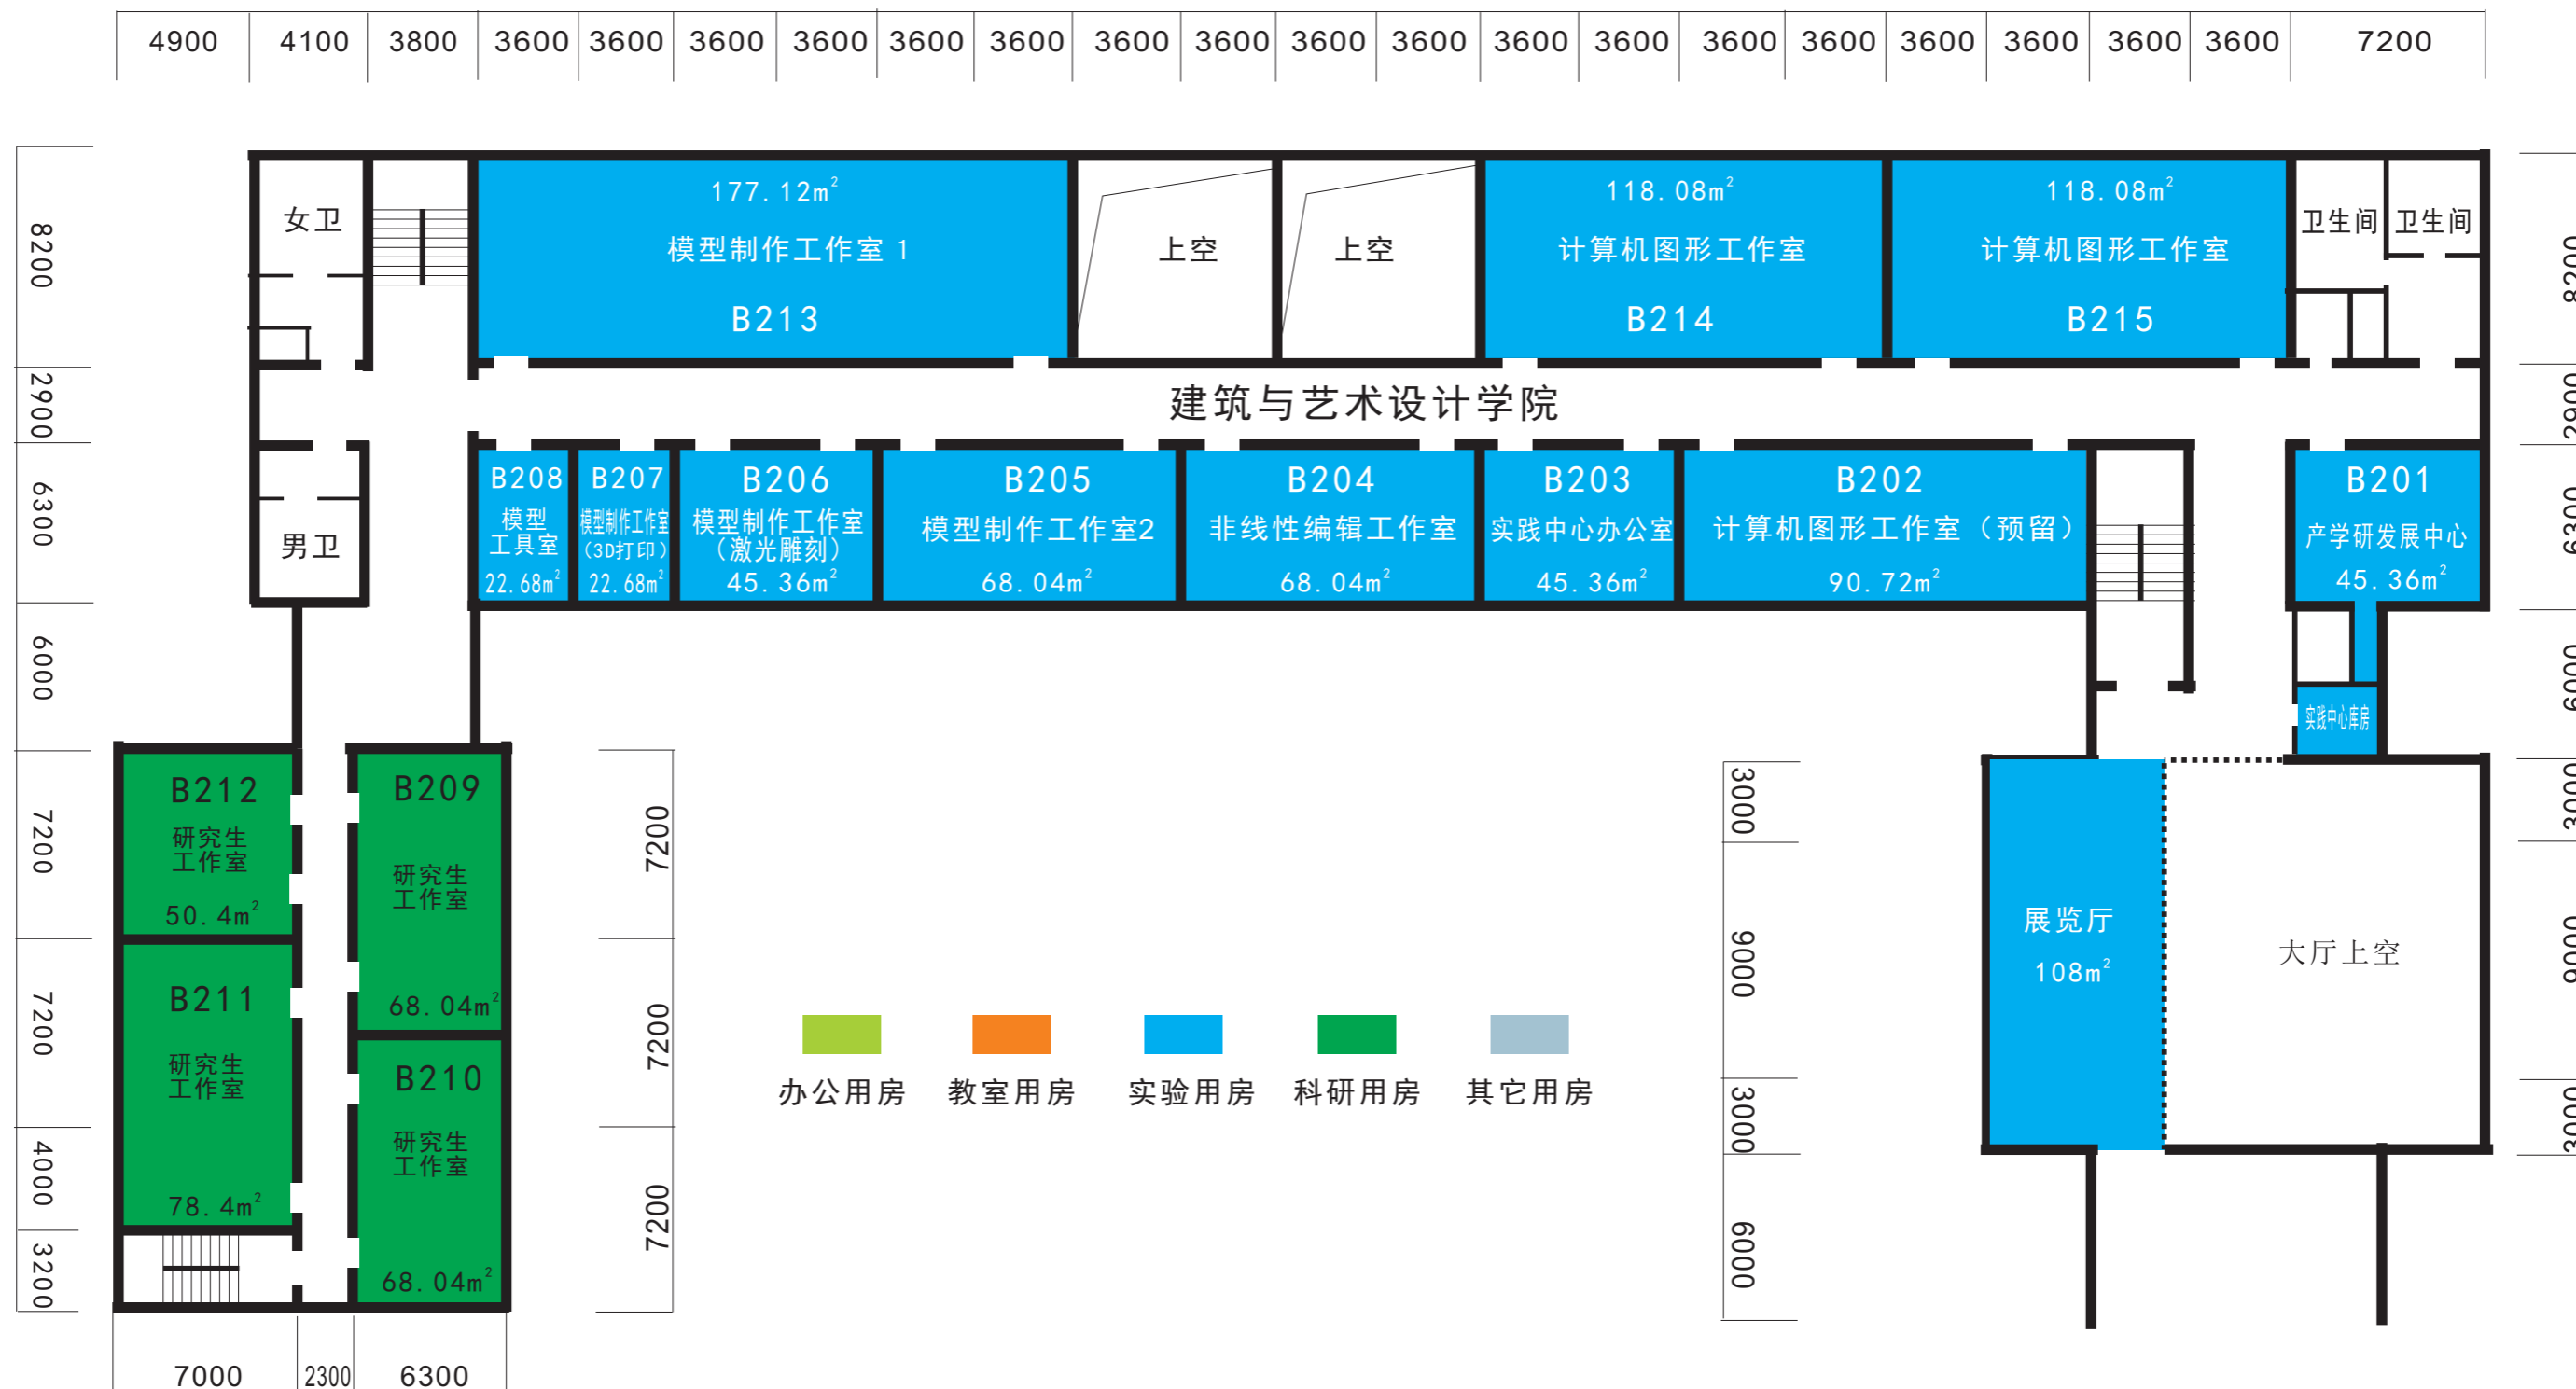 4900 4100 3800 3600 3600 3600 3600 3600 3600 3600 3600 3600 3600 3600 3600 3600 3600 3600 3600 3600 3600 7200
8200
2900
6300
6000
7200
7200
4000
3200
女卫
177.12m²
模型制作工作室 1
B213
上空
上空
118.08m²
计算机图形工作室
B214
118.08m²
计算机图形工作室
B215
卫生间
卫生间
8200
2900
6300
6000
3000
9000
3000
建筑与艺术设计学院
男卫
B208
模型
工具室
22.68m²
B207
模型制作工作室
(3D打印)
22.68m²
B206
模型制作工作室
(激光雕刻)
45.36m²
B205
模型制作工作室2
68.04m²
B204
非线性编辑工作室
68.04m²
B203
实践中心办公室
45.36m²
B202
计算机图形工作室（预留）
90.72m²
B201
产学研发展中心
45.36m²
实践中心库房
B212
研究生
工作室
50.4m²
B209
研究生
工作室
68.04m²
B211
研究生
工作室
78.4m²
B210
研究生
工作室
68.04m²
7200
7200
7200
办公用房
教室用房
实验用房
科研用房
其它用房
3000
9000
3000
6000
展览厅
108m²
大厅上空
7000 2300 6300